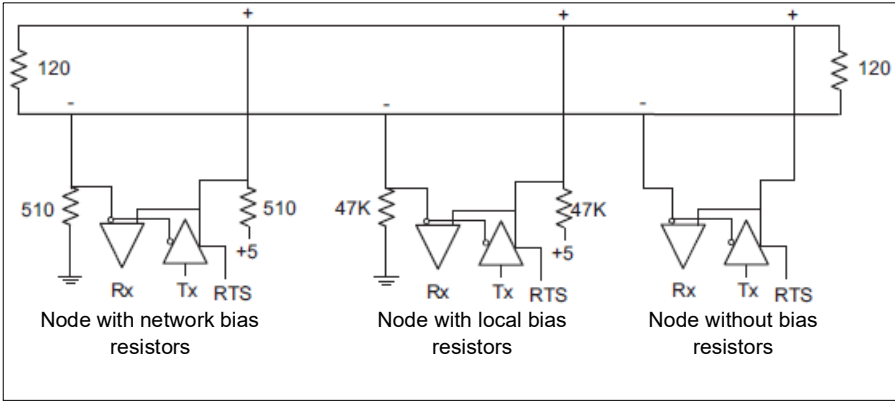 + + +
120 120
- - -
510 510 47K 47K
+5 +5
Rx Tx RTS Rx Tx RTS Rx Tx RTS
Node with network bias
resistors
Node with local bias
resistors
Node without bias
resistors